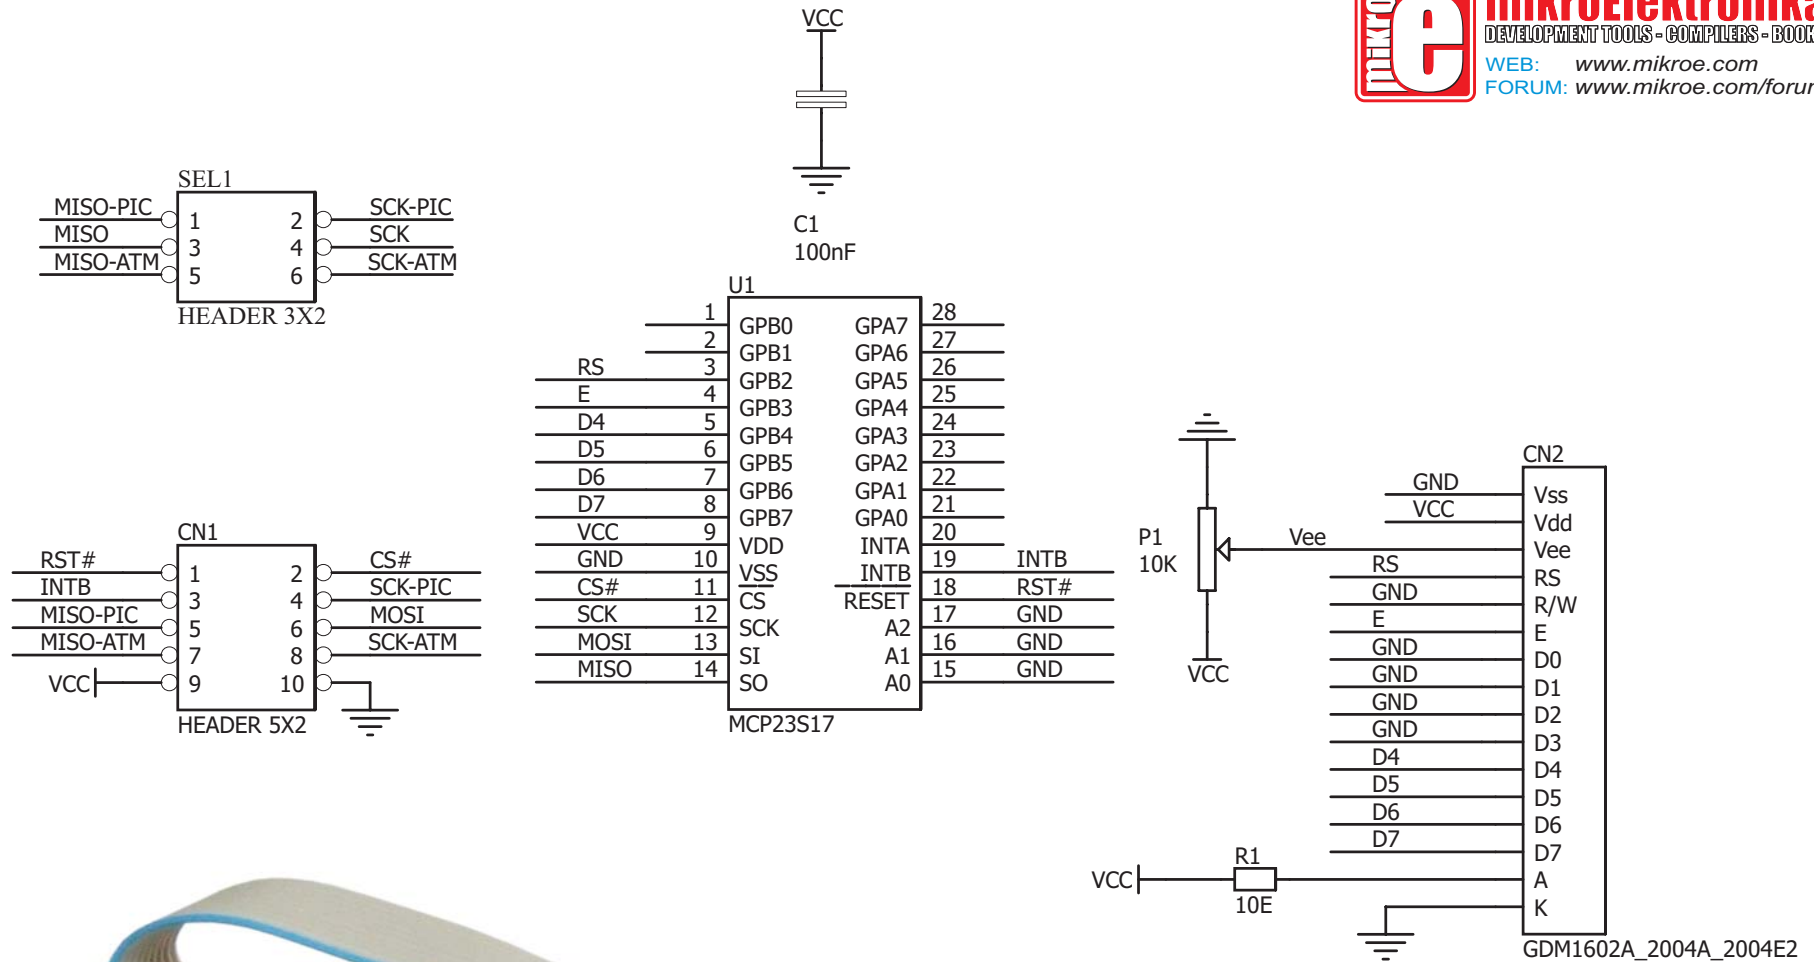 VCC
C1
100nF
mikro
e
mikroElektronika
DEVELOPMENT TOOLS - COMPILERS - BOOK
WEB: www.mikroe.com
FORUM: www.mikroe.com/foru
SEL1
MISO-PIC 1 2 SCK-PIC
MISO 3 4 SCK
MISO-ATM 5 6 SCK-ATM
HEADER 3X2
CN1
RST# 1 2 CS#
INTB 3 4 SCK-PIC
MISO-PIC 5 6 MOSI
MISO-ATM 7 8 SCK-ATM
VCC 9 10
HEADER 5X2
U1
1 GPB0 GPA7 28
2 GPB1 GPA6 27
RS 3 GPB2 GPA5 26
E 4 GPB3 GPA4 25
D4 5 GPB4 GPA3 24
D5 6 GPB5 GPA2 23
D6 7 GPB6 GPA1 22
D7 8 GPB7 GPA0 21
VCC 9 VDD INTA 20
GND 10 VSS INTB 19 INTB
CS# 11 CS RESET 18 RST#
SCK 12 SCK A2 17 GND
MOSI 13 SI A1 16 GND
MISO 14 SO A0 15 GND
MCP23S17
P1
10K
Vee
VCC
CN2
GND Vss
VCC Vdd
Vee
RS RS
GND R/W
E E
GND D0
GND D1
GND D2
GND D3
D4 D4
D5 D5
D6 D6
D7 D7
VCC R1 A
10E
K
GDM1602A_2004A_2004E2